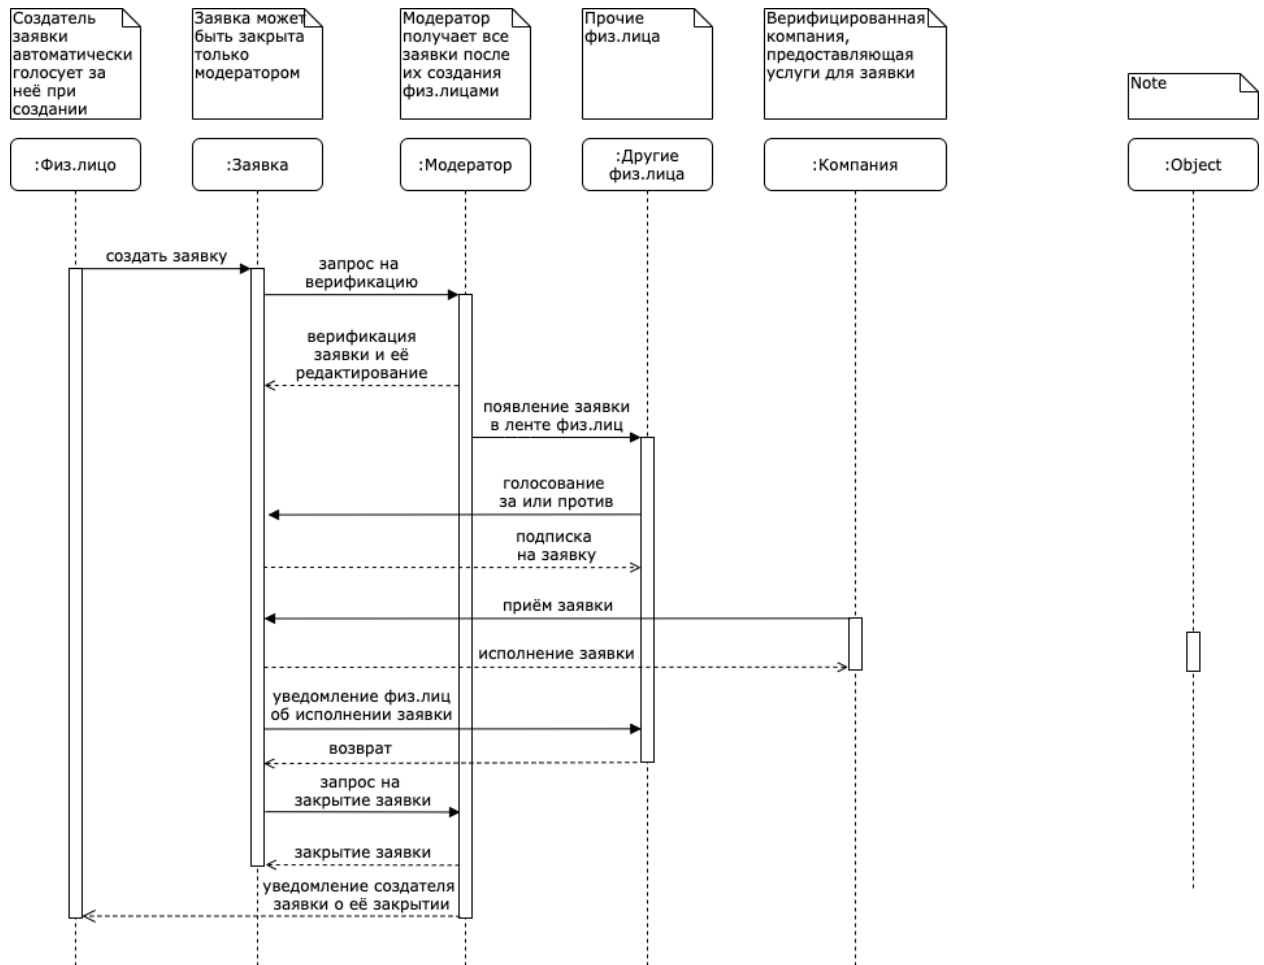 Создатель
заявки
автоматически
голосует за
неё при
создании
Заявка может
быть закрыта
только
модератором
Модератор
получает все
заявки после
их создания
физ.лицами
Прочие
физ.лица
Верифицированная
компания,
предоставляющая
услуги для заявки
Note
:Физ.лицо
:Заявка
:Модератор
:Другие
физ.лица
:Компания
:Object
создать заявку
запрос на
верификацию
верификация
заявки и её
редактирование
появление заявки
в ленте физ.лиц
голосование
за или против
подписка
на заявку
приём заявки
исполнение заявки
уведомление физ.лиц
об исполнении заявки
возврат
запрос на
закрытие заявки
закрытие заявки
уведомление создателя
заявки о её закрытии